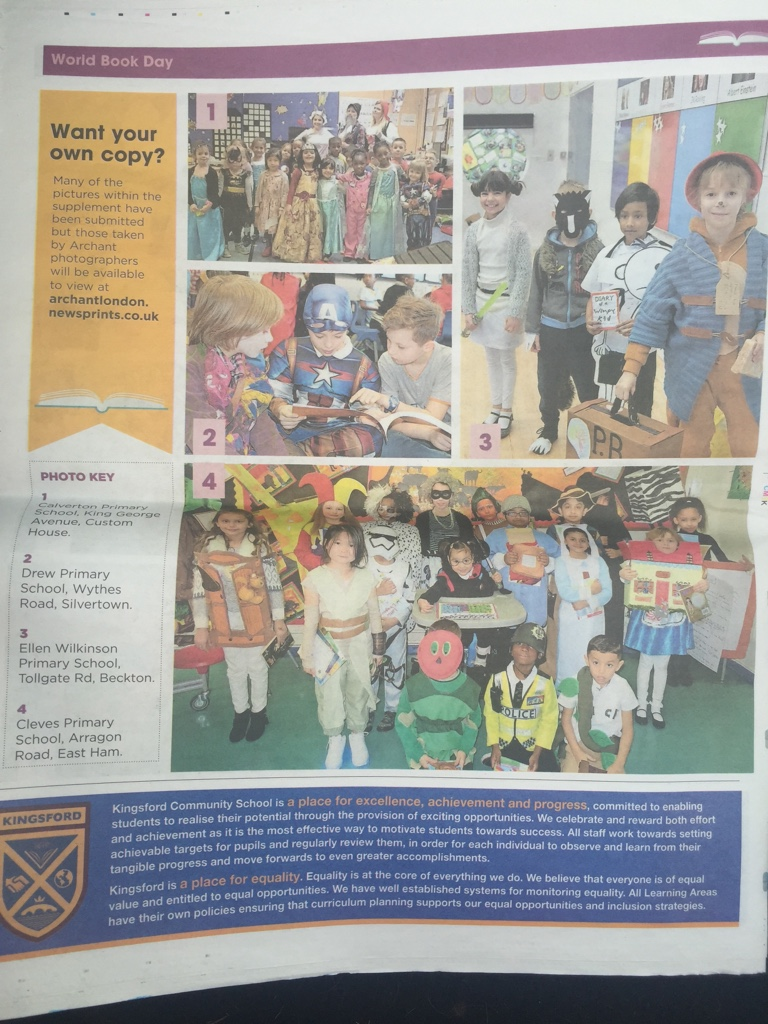 World Book Day
Want your
own copy?
Many of the
pictures within the
supplement have
been submitted
but those taken
by Archant
photographers
will be available
to view at
archantlondon.
newsprints.co.uk
PHOTO KEY
1
Calverton Primary
School, King George
Avenue, Custom
House.
2
Drew Primary
School, Wythes
Road, Silvertown.
3
Ellen Wilkinson
Primary School,
Tollgate Rd, Beckton.
4
Cleves Primary
School, Arragon
Road, East Ham.
1
2
3
DIARY
P.B
4
POLICE
KINGSFORD
Kingsford Community School is a place for excellence, achievement and progress, committed to enabling
students to realise their potential through the provision of exciting opportunities. We celebrate and reward both effort
and achievement as it is the most effective way to motivate students towards success. All staff work towards setting
achievable targets for pupils and regularly review them, in order for each individual to observe and learn from their
tangible progress and move forwards to even greater accomplishments.
Kingsford is a place for equality. Equality is at the core of everything we do. We believe that everyone is of equal
value and entitled to equal opportunities. We have well established systems for monitoring equality. All Learning Areas
have their own policies ensuring that curriculum planning supports our equal opportunities and inclusion strategies.